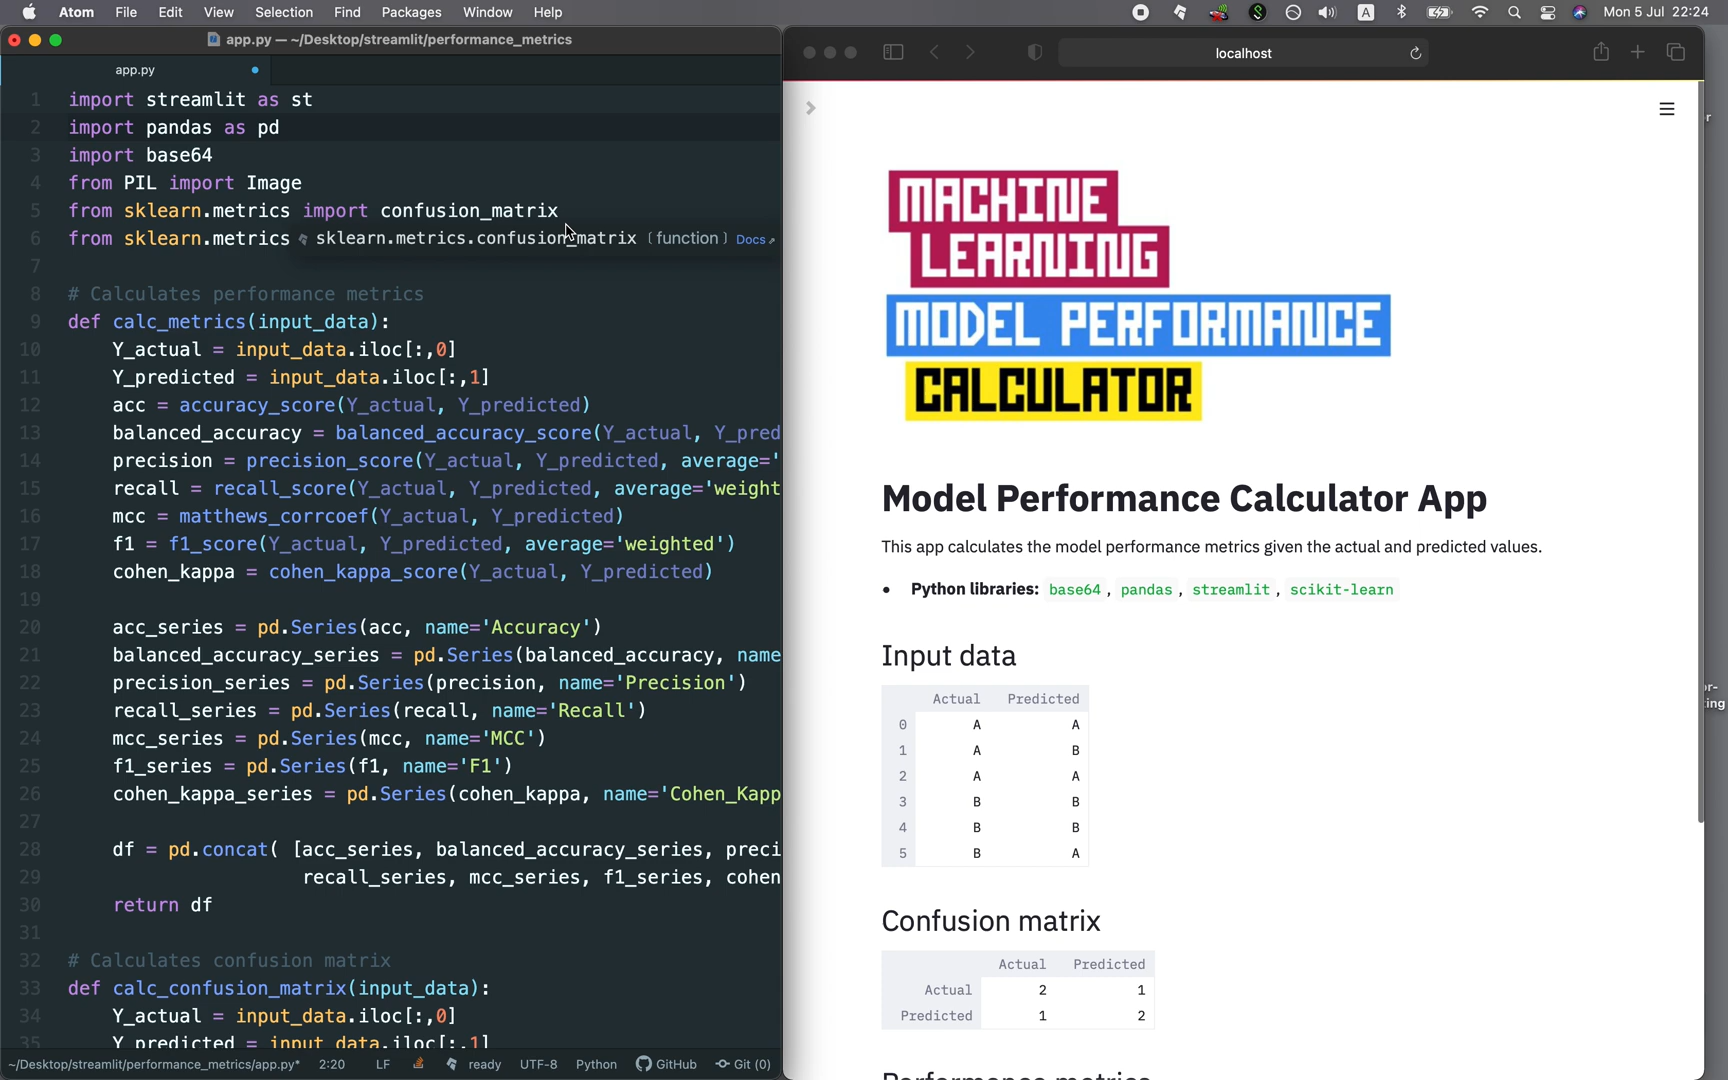 Atom File Edit View Selection Find Packages Window Help
A Mon 5 Jul 22:24
app.py — ~/Desktop/streamlit/performance_metrics
app.py
1 import streamlit as st
2 import pandas as pd
3 import base64
4 from PIL import Image
5 from sklearn.metrics import confusion_matrix
6 from sklearn.metrics
sklearn.metrics.confusion_matrix (function) Docs
7
8 # Calculates performance metrics
9 def calc_metrics(input_data):
10 Y_actual = input_data.iloc[:,0]
11 Y_predicted = input_data.iloc[:,1]
12 acc = accuracy_score(Y_actual, Y_predicted)
13 balanced_accuracy = balanced_accuracy_score(Y_actual, Y_pred
14 precision = precision_score(Y_actual, Y_predicted, average='
15 recall = recall_score(Y_actual, Y_predicted, average='weight
16 mcc = matthews_corrcoef(Y_actual, Y_predicted)
17 f1 = f1_score(Y_actual, Y_predicted, average='weighted')
18 cohen_kappa = cohen_kappa_score(Y_actual, Y_predicted)
19
20 acc_series = pd.Series(acc, name='Accuracy')
21 balanced_accuracy_series = pd.Series(balanced_accuracy, name
22 precision_series = pd.Series(precision, name='Precision')
23 recall_series = pd.Series(recall, name='Recall')
24 mcc_series = pd.Series(mcc, name='MCC')
25 f1_series = pd.Series(f1, name='F1')
26 cohen_kappa_series = pd.Series(cohen_kappa, name='Cohen_Kapp
27
28 df = pd.concat( [acc_series, balanced_accuracy_series, preci
29 recall_series, mcc_series, f1_series, cohen
30 return df
31
32 # Calculates confusion matrix
33 def calc_confusion_matrix(input_data):
34 Y_actual = input_data.iloc[:,0]
35 Y_predicted = input_data.iloc[:,1]
~/Desktop/streamlit/performance_metrics/app.py* 2:20 LF ready UTF-8 Python GitHub Git (0)
localhost
MACHINE
LEARNING
MODEL PERFORMANCE
CALCULATOR
Model Performance Calculator App
This app calculates the model performance metrics given the actual and predicted values.
• Python libraries: base64 , pandas , streamlit , scikit-learn
Input data
Actual Predicted
0 A A
1 A B
2 A A
3 B B
4 B B
5 B A
Confusion matrix
Actual Predicted
Actual 2 1
Predicted 1 2
Performance metrics